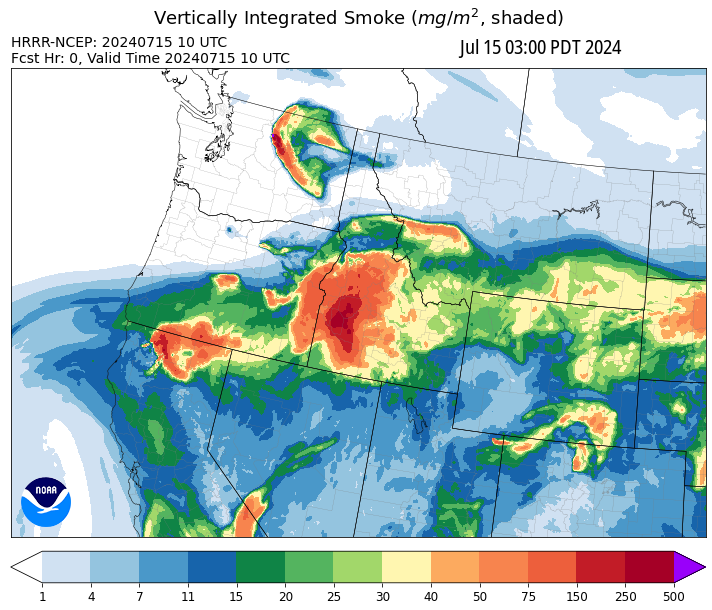 Vertically Integrated Smoke (mg/m², shaded)
HRRR-NCEP: 20240715 10 UTC
Jul 15 03:00 PDT 2024
Fcst Hr: 0, Valid Time 20240715 10 UTC
NOAA
1 4 7 11 15 20 25 30 40 50 75 150 250 500